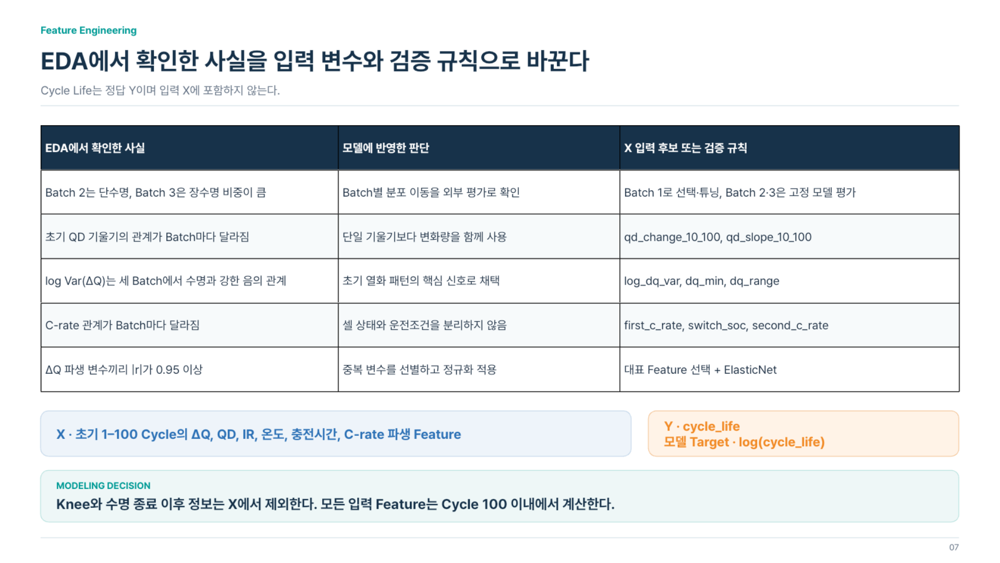 Feature Engineering
EDA에서 확인한 사실을 입력 변수와 검증 규칙으로 바꾼다
Cycle Life는 정답 Y이며 입력 X에 포함하지 않는다.
EDA에서 확인한 사실
모델에 반영한 판단
X 입력 후보 또는 검증 규칙
Batch 2는 단수명, Batch 3은 장수명 비중이 큼
Batch별 분포 이동을 외부 평가로 확인
Batch 1로 선택·튜닝, Batch 2·3은 고정 모델 평가
초기 QD 기울기의 관계가 Batch마다 달라짐
단일 기울기보다 변화량을 함께 사용
qd_change_10_100, qd_slope_10_100
log Var(ΔQ)는 세 Batch에서 수명과 강한 음의 관계
초기 열화 패턴의 핵심 신호로 채택
log_dq_var, dq_min, dq_range
C-rate 관계가 Batch마다 달라짐
셀 상태와 운전조건을 분리하지 않음
first_c_rate, switch_soc, second_c_rate
ΔQ 파생 변수끼리 |r|가 0.95 이상
중복 변수를 선별하고 정규화 적용
대표 Feature 선택 + ElasticNet
X · 초기 1–100 Cycle의 ΔQ, QD, IR, 온도, 충전시간, C-rate 파생 Feature
Y · cycle_life
모델 Target · log(cycle_life)
MODELING DECISION
Knee와 수명 종료 이후 정보는 X에서 제외한다. 모든 입력 Feature는 Cycle 100 이내에서 계산한다.
07